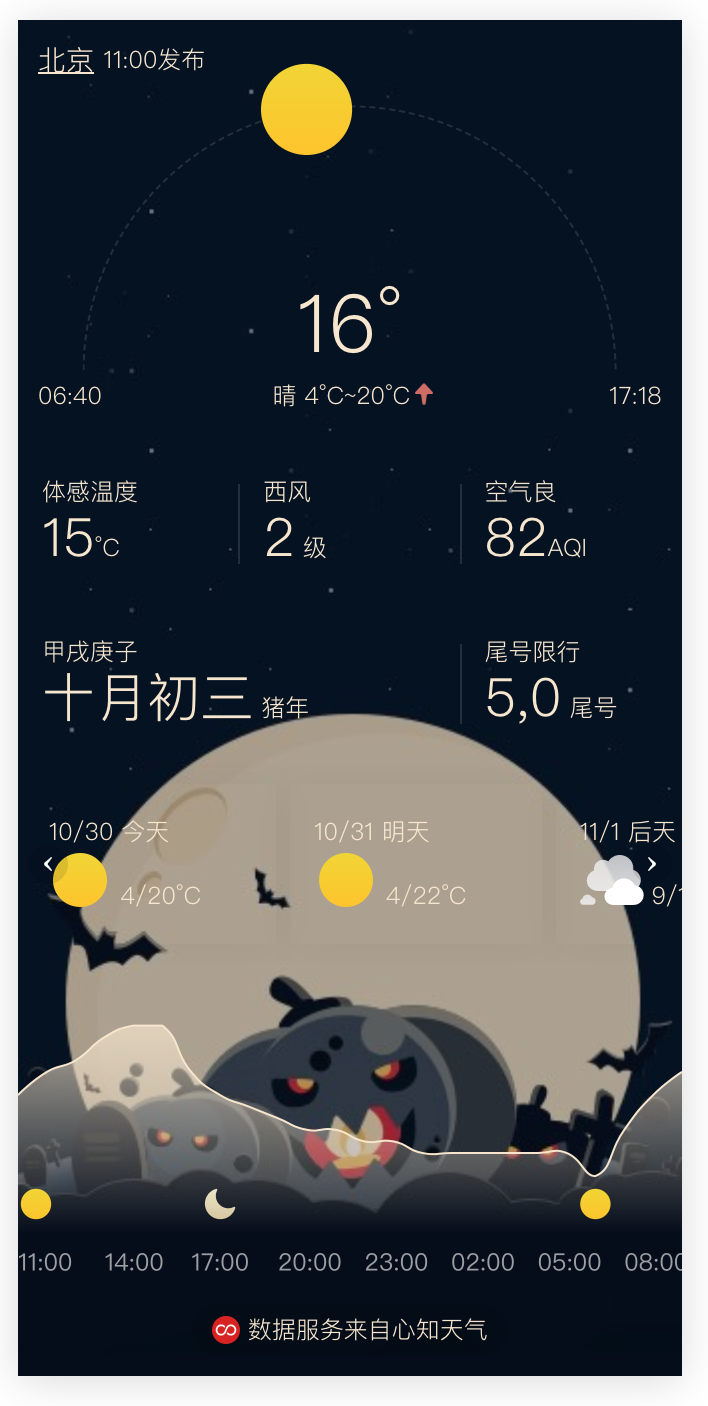 北京 11:00发布
16°
06:40 晴 4°C~20°C 17:18
体感温度 西风 空气良
15°C 2 级 82AQI
甲戌庚子 尾号限行
十月初三 猪年 5,0 尾号
10/30 今天 10/31 明天 11/1 后天
4/20°C 4/22°C 9/1
11:00 14:00 17:00 20:00 23:00 02:00 05:00 08:00
数据服务来自心知天气